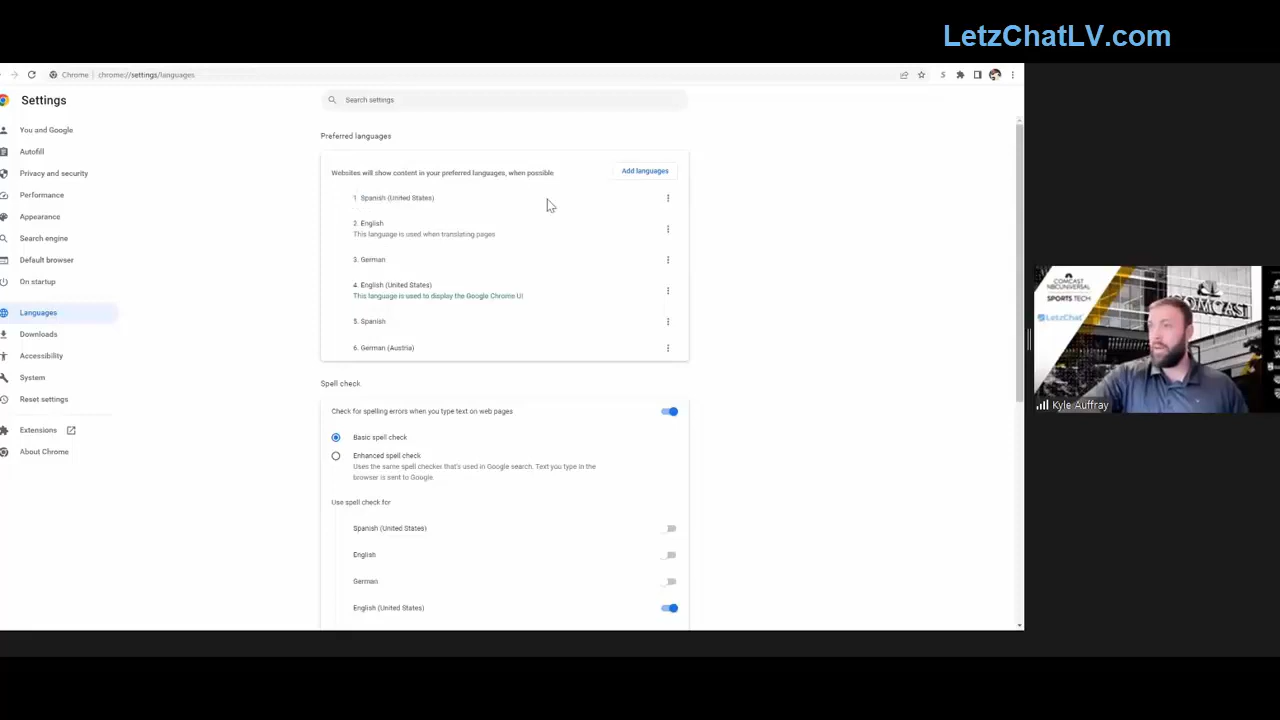 LetzChatLV.com
Chrome | chrome://settings/languages
S
Settings
Search settings
You and Google
Autofill
Privacy and security
Performance
Appearance
Search engine
Default browser
On startup
Languages
Downloads
Accessibility
System
Reset settings
Extensions
About Chrome
Preferred languages
Websites will show content in your preferred languages, when possible
Add languages
1 Spanish (United States)
2. English
This language is used when translating pages
3. German
4. English (United States)
This language is used to display the Google Chrome UI
5. Spanish
6. German (Austria)
Spell check
Check for spelling errors when you type text on web pages
Basic spell check
Enhanced spell check
Uses the same spell checker that's used in Google search. Text you type in the
browser is sent to Google.
Use spell check for
Spanish (United States)
English
German
English (United States)
COMCAST
NBCUNIVERSAL
SPORTS TECH
LetzChat
COMCAST
Kyle Auffray